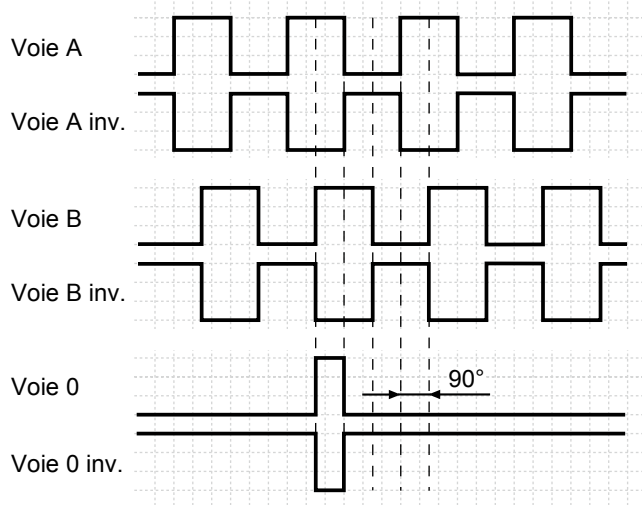 Voie A
Voie A inv.
Voie B
Voie B inv.
Voie 0
90°
Voie 0 inv.